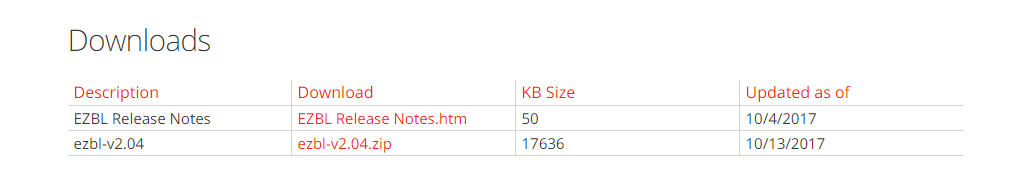 Downloads
Description Download KB Size Updated as of
EZBL Release Notes EZBL Release Notes.htm 50 10/4/2017
ezbl-v2.04 ezbl-v2.04.zip 17636 10/13/2017